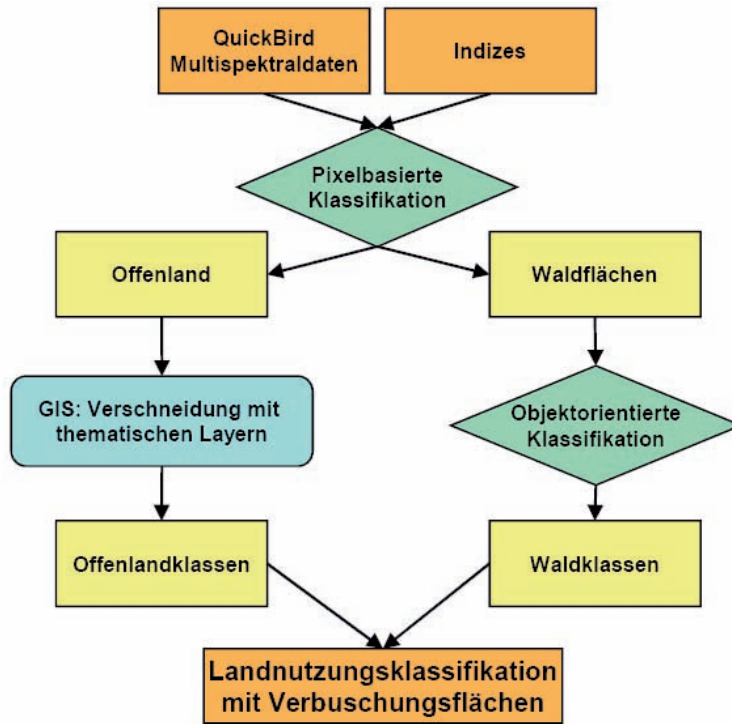 QuickBird
Multispektraldaten
Indizes
Pixelbasierte
Klassifikation
Offenland
Waldflächen
GIS: Verschneidung mit
thematischen Layern
Objektorientierte
Klassifikation
Offenlandklassen
Waldklassen
Landnutzungsklassifikation
mit Verbuschungsflächen